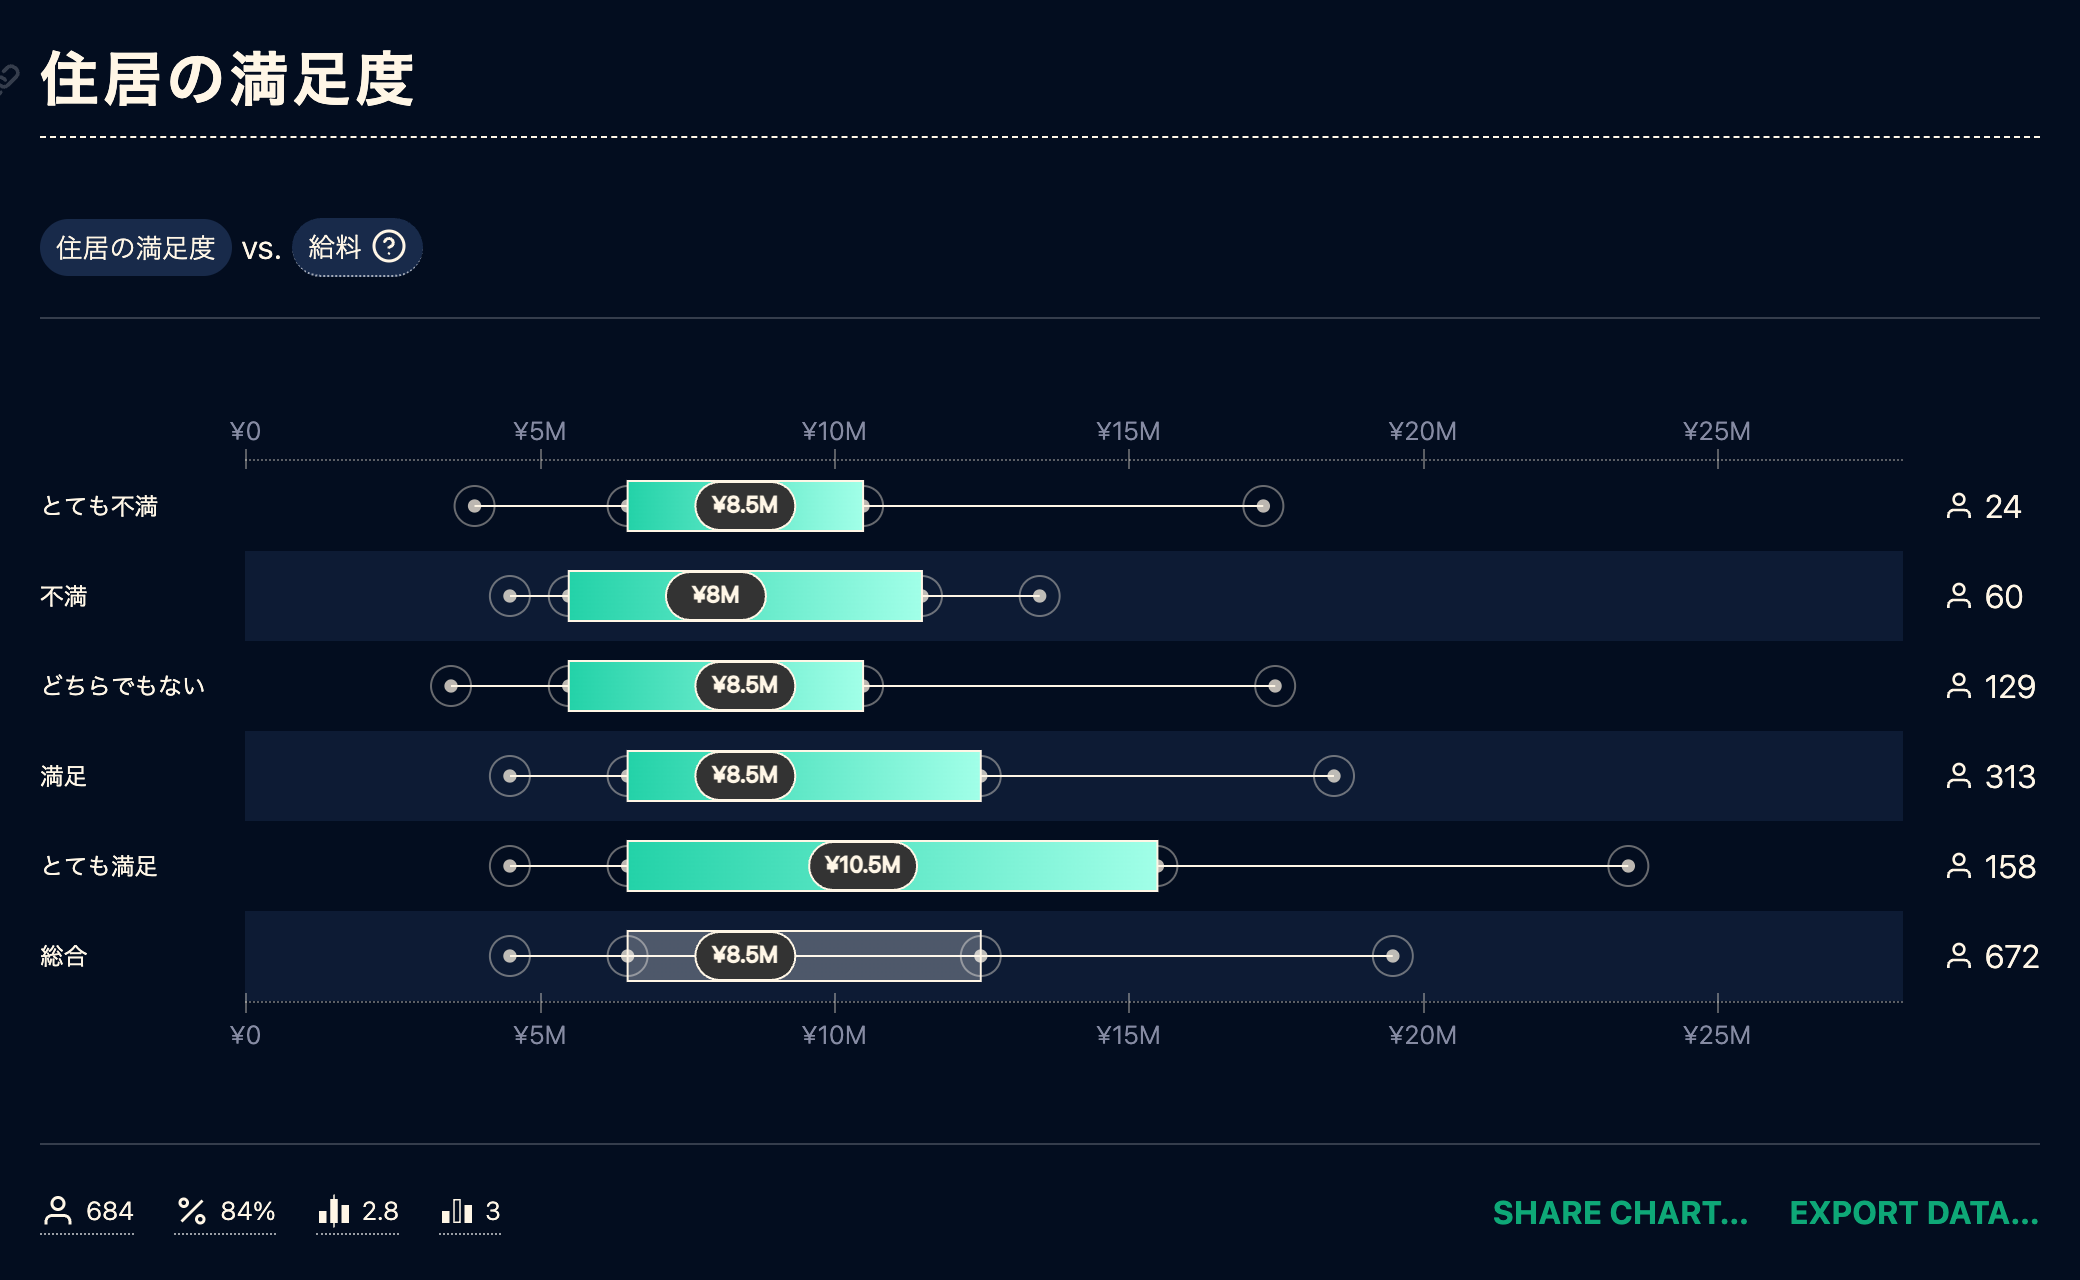 住居の満足度
住居の満足度 vs. 給料 ?
¥0 ¥5M ¥10M ¥15M ¥20M ¥25M
とても不満 ¥8.5M 24
不満 ¥8M 60
どちらでもない ¥8.5M 129
満足 ¥8.5M 313
とても満足 ¥10.5M 158
総合 ¥8.5M 672
¥0 ¥5M ¥10M ¥15M ¥20M ¥25M
684 84% 2.8 3 SHARE CHART... EXPORT DATA...